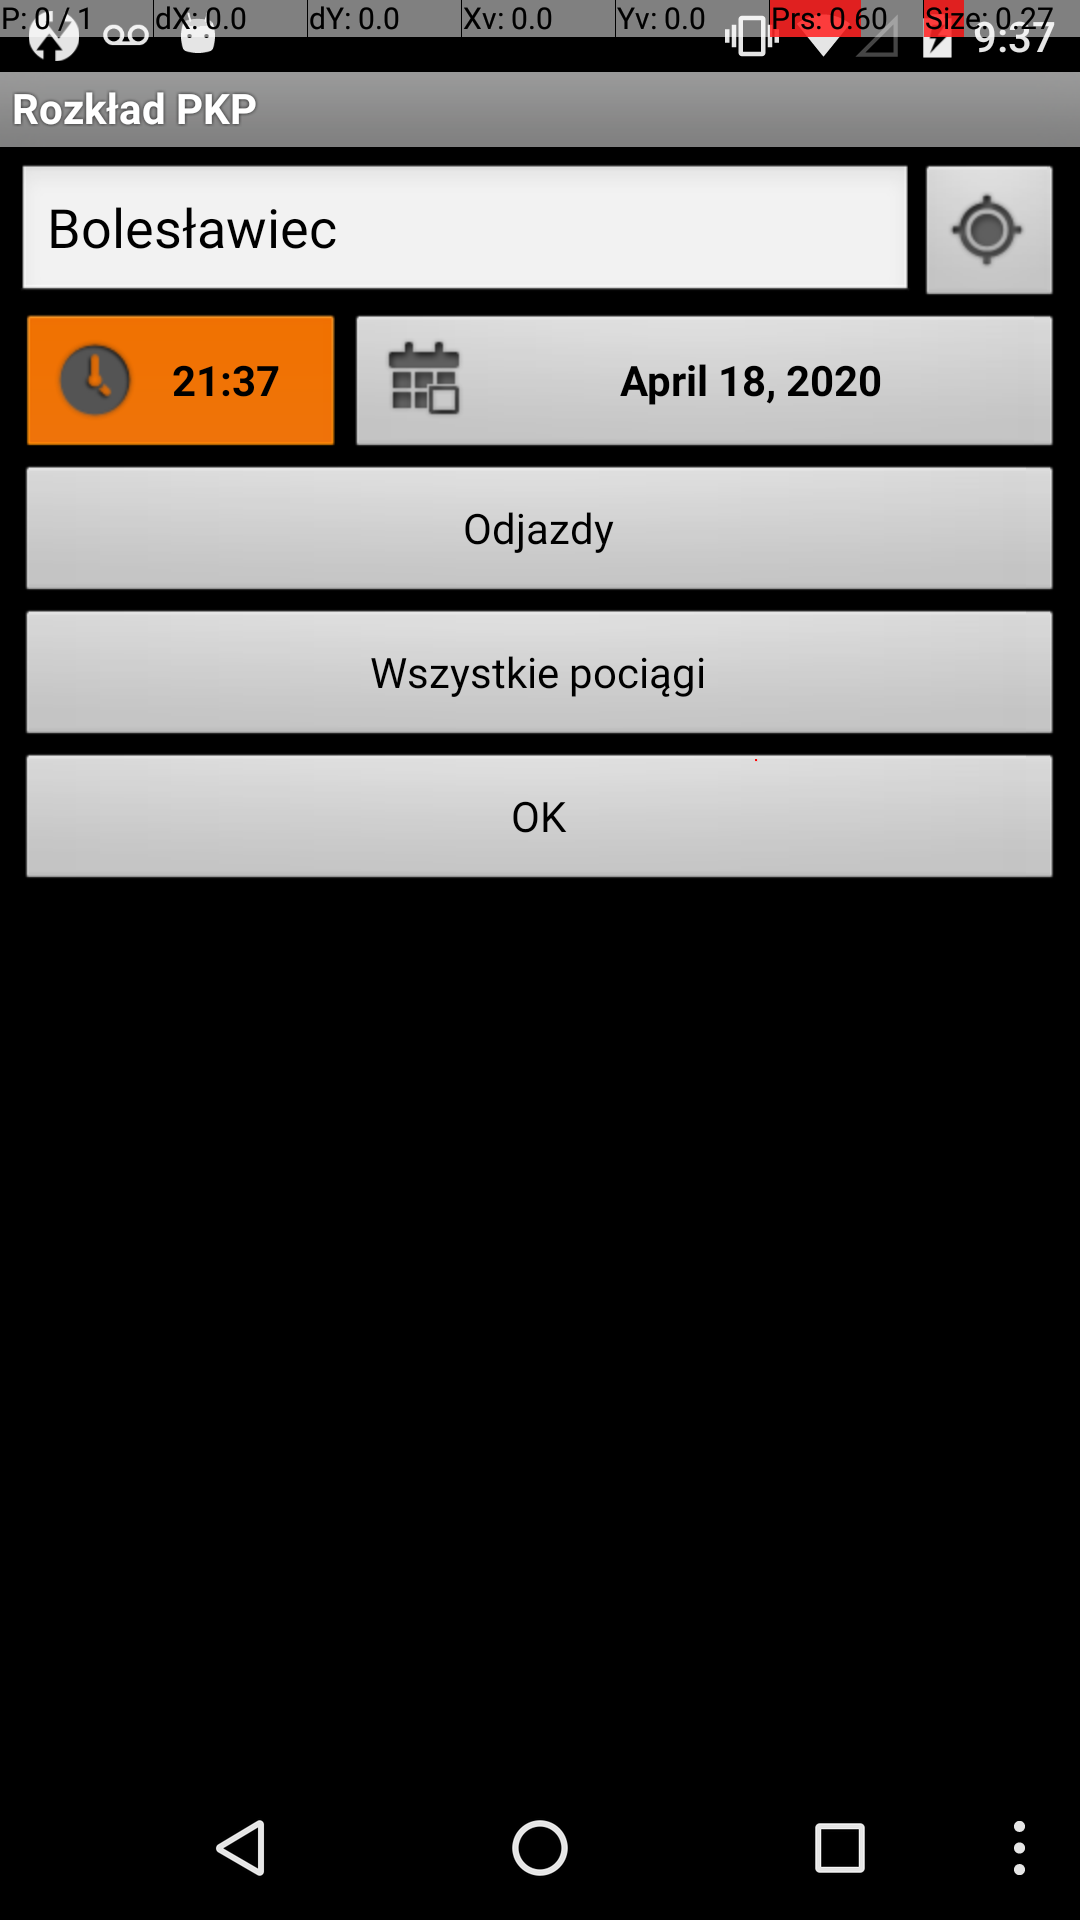 P: 0 / 1 dX: 0.0 dY: 0.0 Xv: 0.0 Yv: 0.0 Prs: 0.60 Size: 0.27
9:37
Rozkład PKP
Bolesławiec
21:37 April 18, 2020
Odjazdy
Wszystkie pociągi
OK